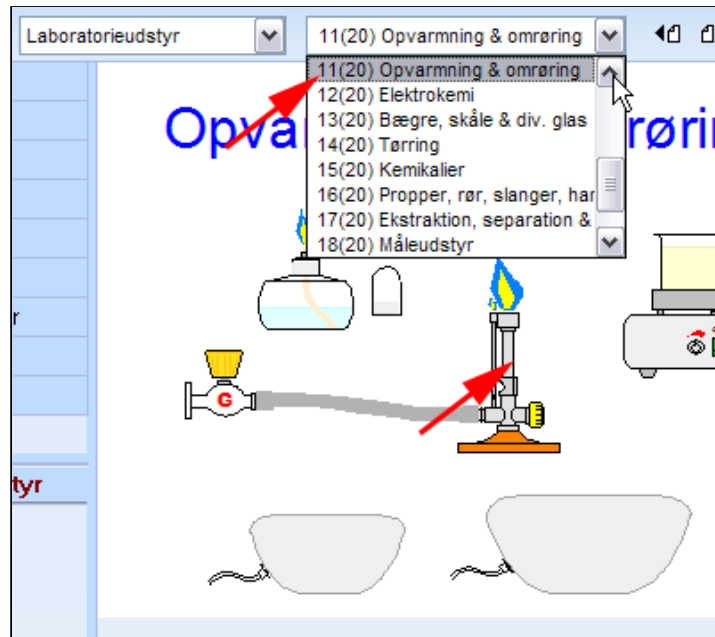 Laboratorieudstyr
11(20) Opvarmning & omrøring
11(20) Opvarmning & omrøring
12(20) Elektrokemi
13(20) Bægre, skåle & div. glas
14(20) Tørring
15(20) Kemikalier
16(20) Propper, rør, slanger, har
17(20) Ekstraktion, separation &
18(20) Måleudstyr
Opva
rørin
r
G
tyr